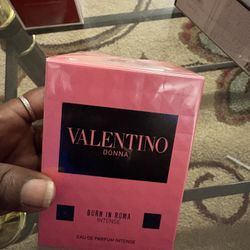 VALENTINO
DONNA
BORN IN ROMA
INTENSE
EAU DE PARFUM INTENSE